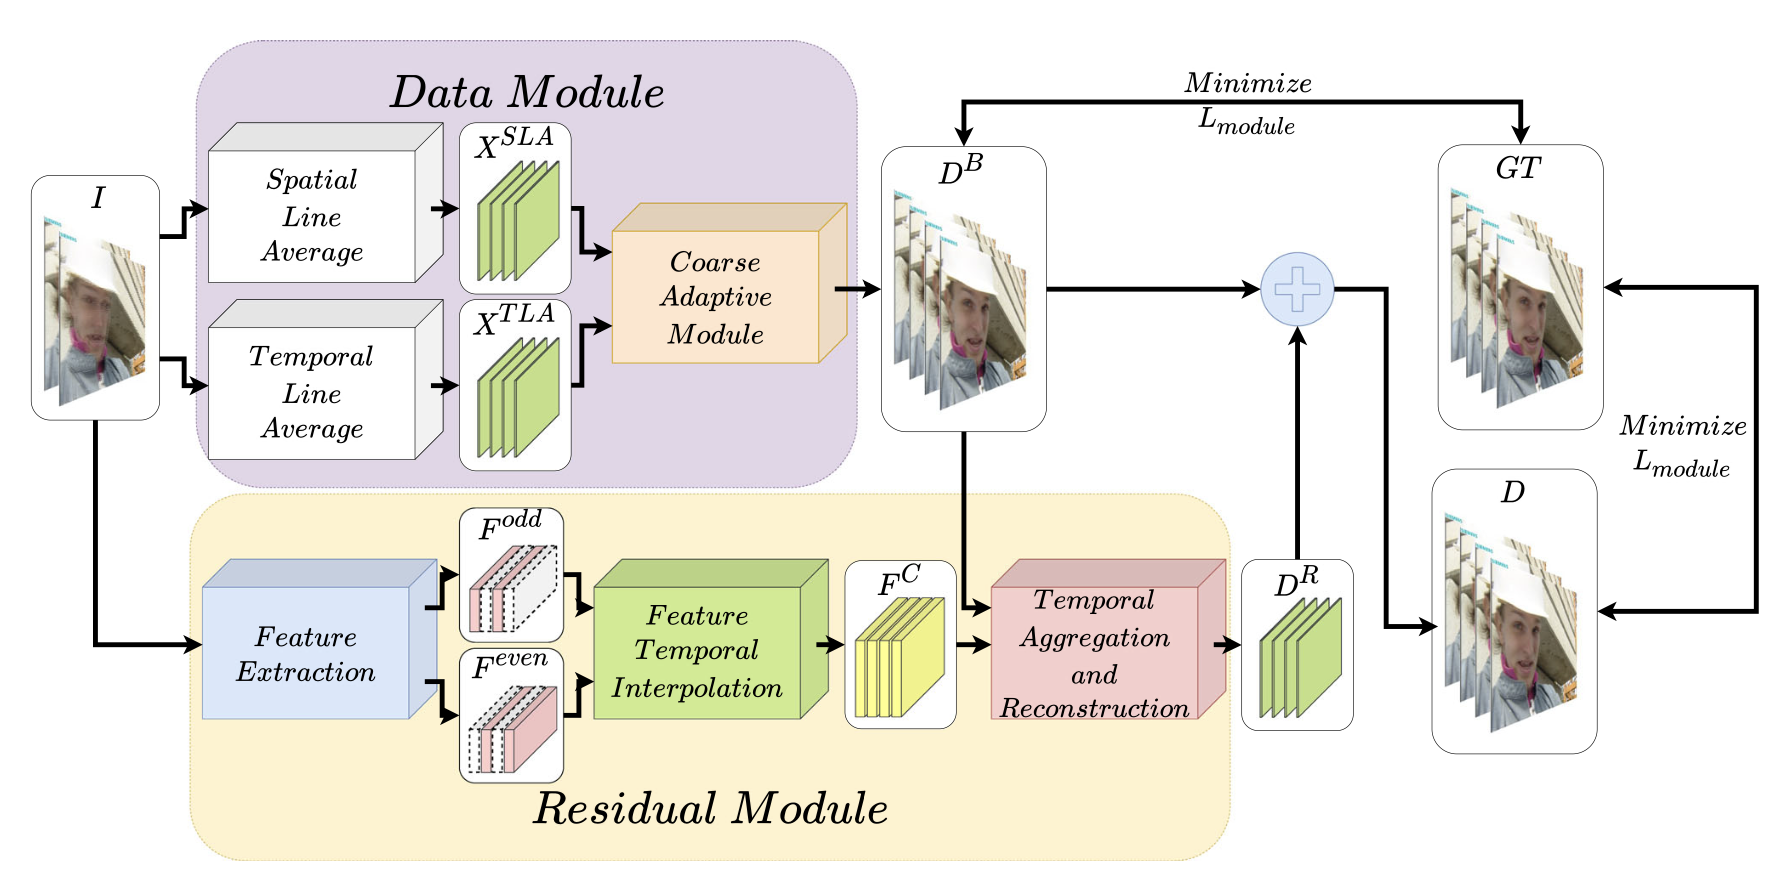 Data Module
I
Spatial
Line
Average
X^{SLA}
Temporal
Line
Average
X^{TLA}
Coarse
Adaptive
Module
D^B
Minimize
L_{module}
GT
Minimize
L_{module}
D
Feature
Extraction
F^{odd}
F^{even}
Feature
Temporal
Interpolation
F^C
Temporal
Aggregation
and
Reconstruction
D^R
Residual Module